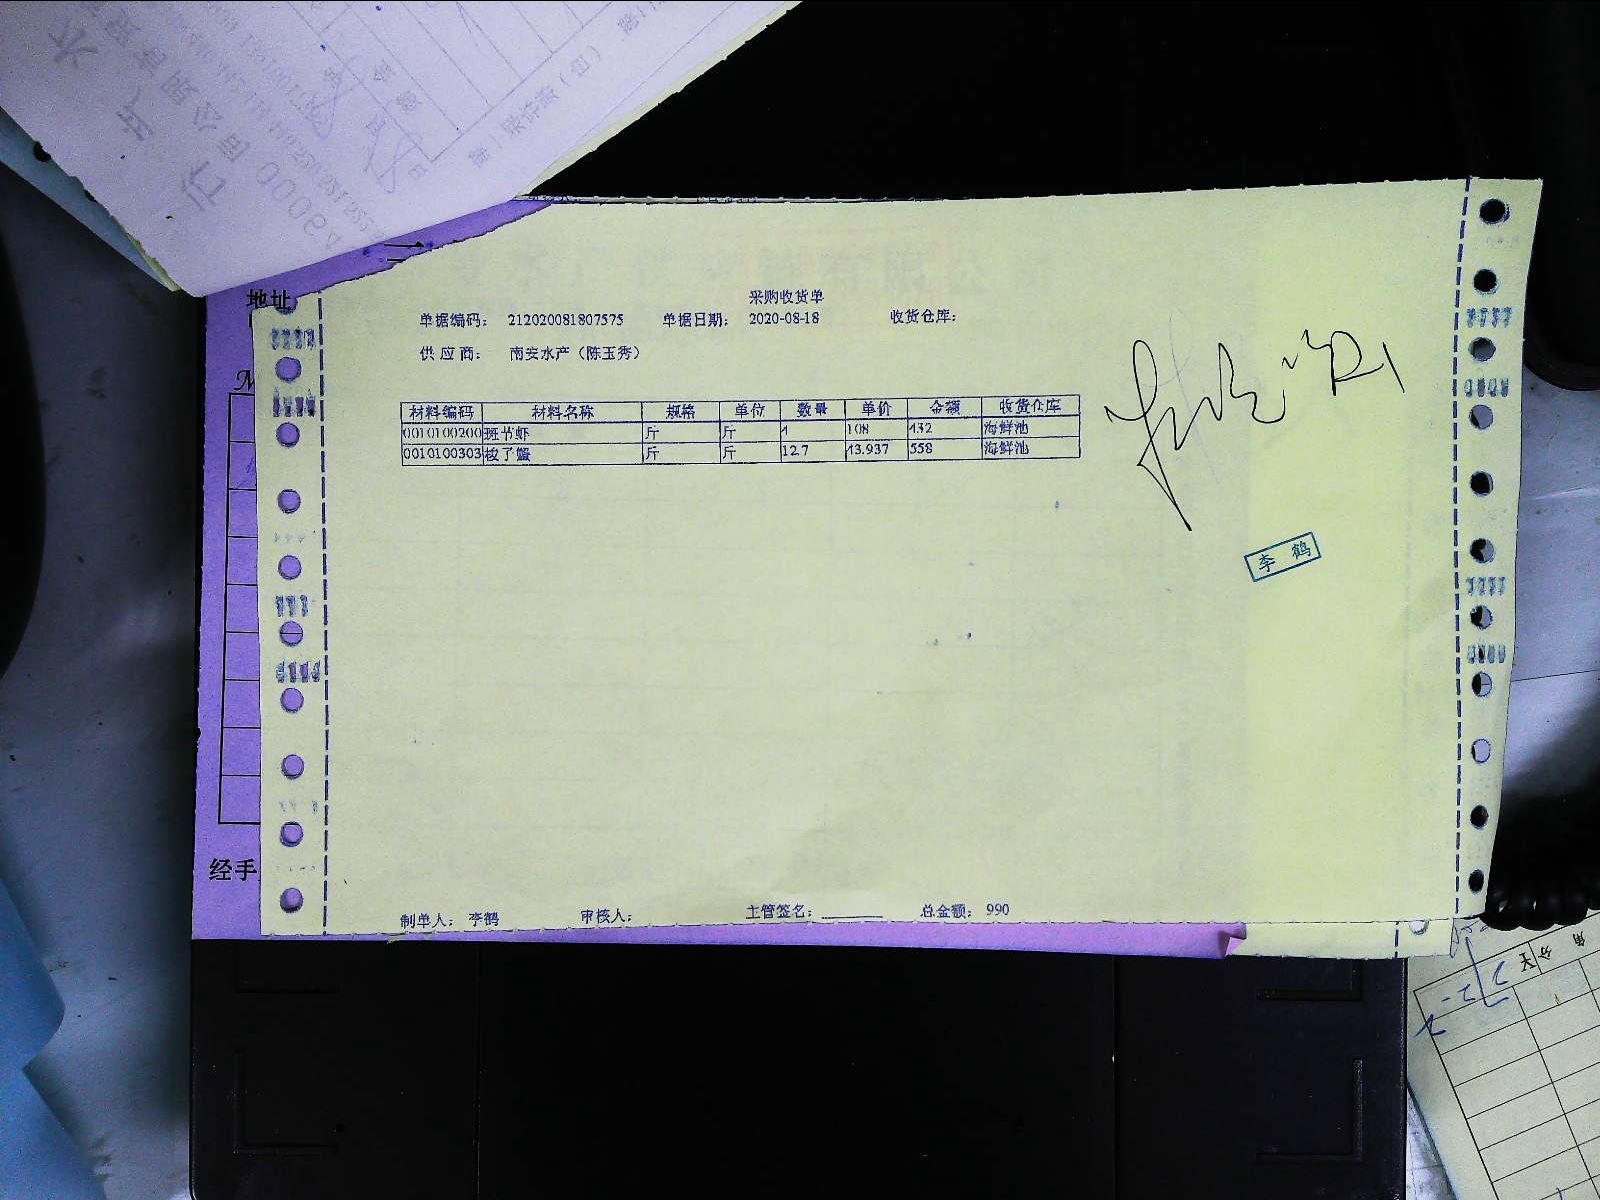 地址
采购收货单
单据编码： 212020081807575 单据日期： 2020-08-18 收货仓库：
供 应 商： 南安水产（陈玉秀）
材料编码 材料名称 规格 单位 数量 单价 金额 收货仓库
0010100200 斑节虾 斤 斤 4 108 432 海鲜池
0010100303 梭子蟹 斤 斤 12.7 43.937 558 海鲜池
李 鹤
经手
制单人： 李鹤 审核人： 主管签名： 总金额： 990